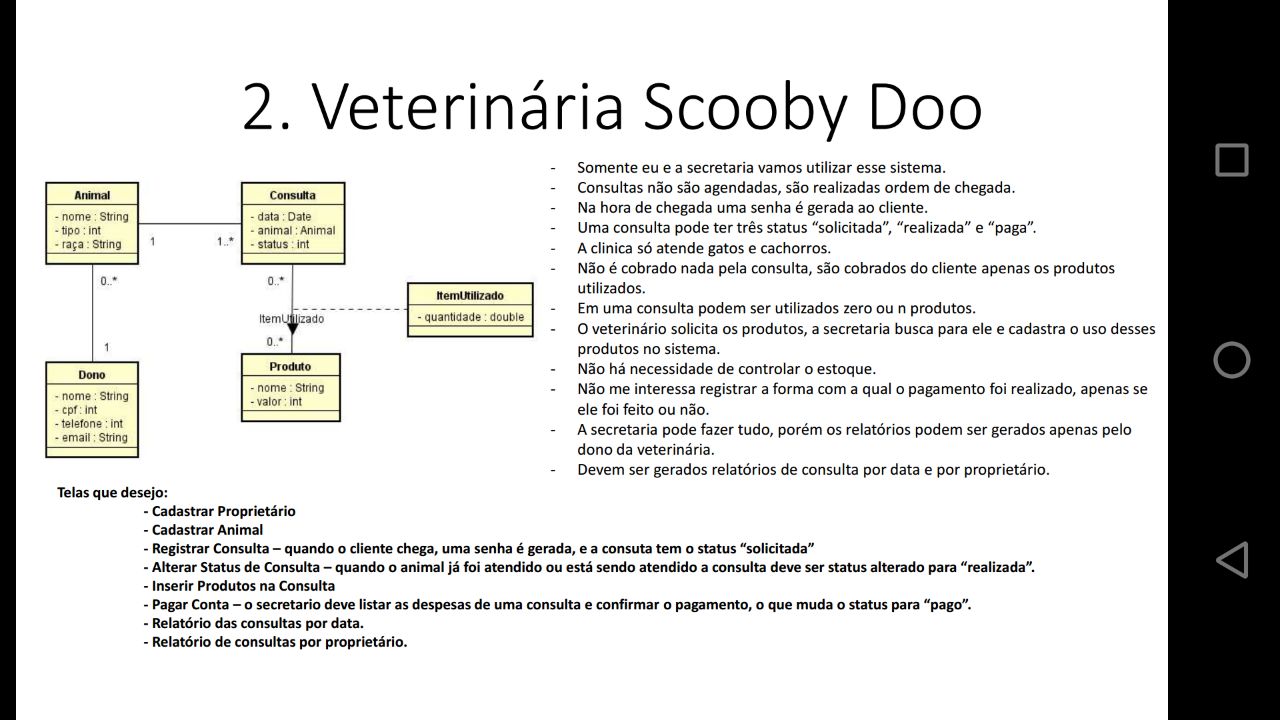 2. Veterinária Scooby Doo
Animal
- nome : String
- tipo : int
- raça : String
Consulta
- data : Date
- animal : Animal
- status : int
1
1..*
0..*
0..*
ItemUtilizado
ItemUtilizado
- quantidade : double
0..*
1
Produto
- nome : String
- valor : int
Dono
- nome : String
- cpf : int
- telefone : int
- email : String
- Somente eu e a secretaria vamos utilizar esse sistema.
- Consultas não são agendadas, são realizadas ordem de chegada.
- Na hora de chegada uma senha é gerada ao cliente.
- Uma consulta pode ter três status “solicitada”, “realizada” e “paga”.
- A clinica só atende gatos e cachorros.
- Não é cobrado nada pela consulta, são cobrados do cliente apenas os produtos
utilizados.
- Em uma consulta podem ser utilizados zero ou n produtos.
- O veterinário solicita os produtos, a secretaria busca para ele e cadastra o uso desses
produtos no sistema.
- Não há necessidade de controlar o estoque.
- Não me interessa registrar a forma com a qual o pagamento foi realizado, apenas se
ele foi feito ou não.
- A secretaria pode fazer tudo, porém os relatórios podem ser gerados apenas pelo
dono da veterinária.
- Devem ser gerados relatórios de consulta por data e por proprietário.
Telas que desejo:
- Cadastrar Proprietário
- Cadastrar Animal
- Registrar Consulta – quando o cliente chega, uma senha é gerada, e a consuta tem o status “solicitada”
- Alterar Status de Consulta – quando o animal já foi atendido ou está sendo atendido a consulta deve ser status alterado para “realizada”.
- Inserir Produtos na Consulta
- Pagar Conta – o secretario deve listar as despesas de uma consulta e confirmar o pagamento, o que muda o status para “pago”.
- Relatório das consultas por data.
- Relatório de consultas por proprietário.